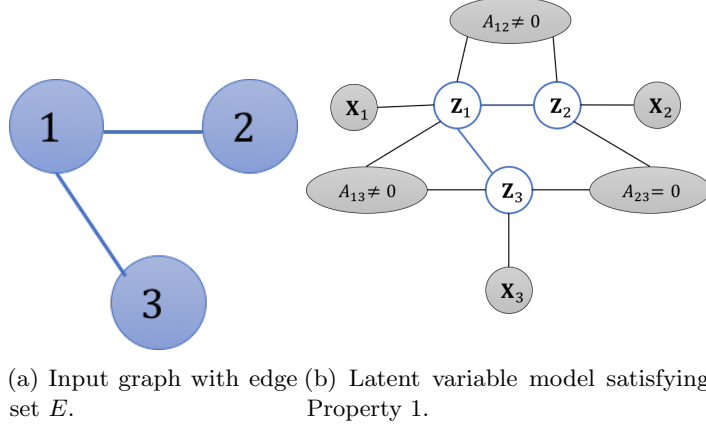 1
2
3
A₁₂ ≠ 0
X₁
Z₁
Z₂
X₂
A₁₃ ≠ 0
Z₃
A₂₃ = 0
X₃
(a) Input graph with edge
set E.
(b) Latent variable model satisfying
Property 1.